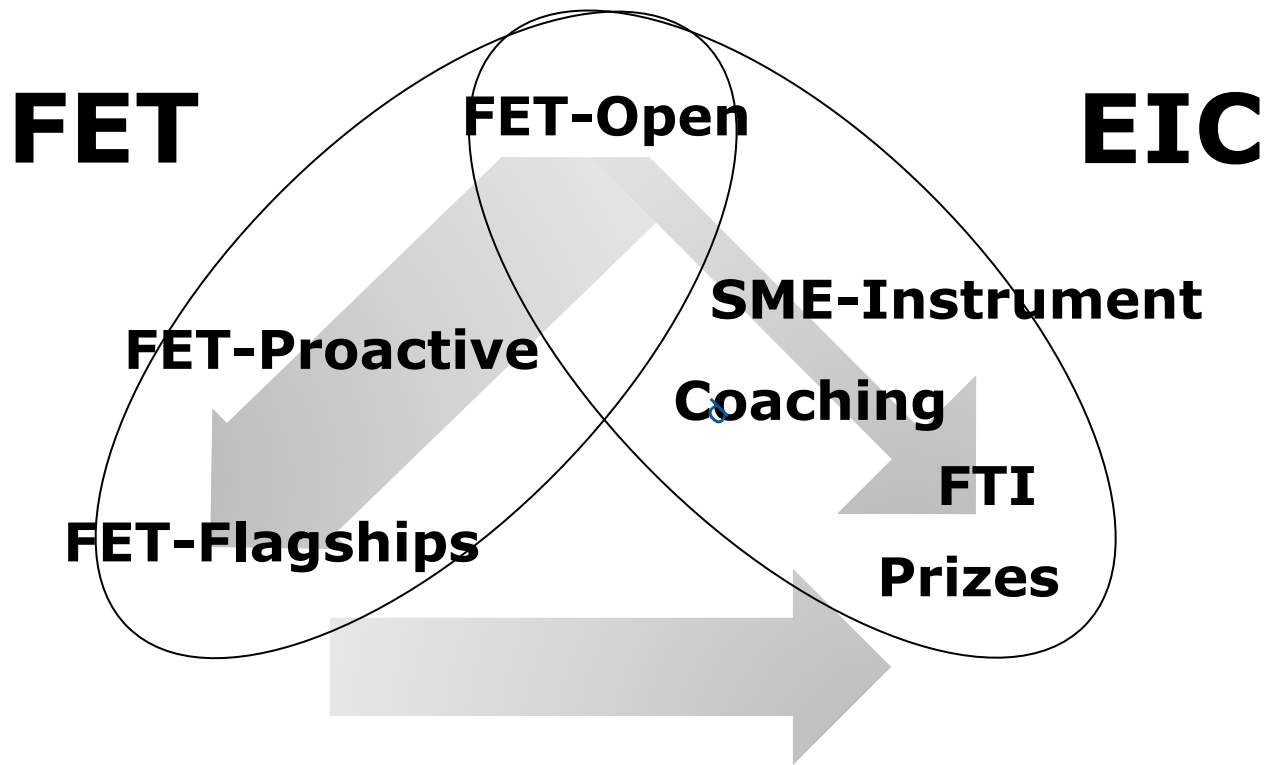 FET
FET-Open
EIC
SME-Instrument
FET-Proactive
Coaching
FTI
FET-Flagships
Prizes